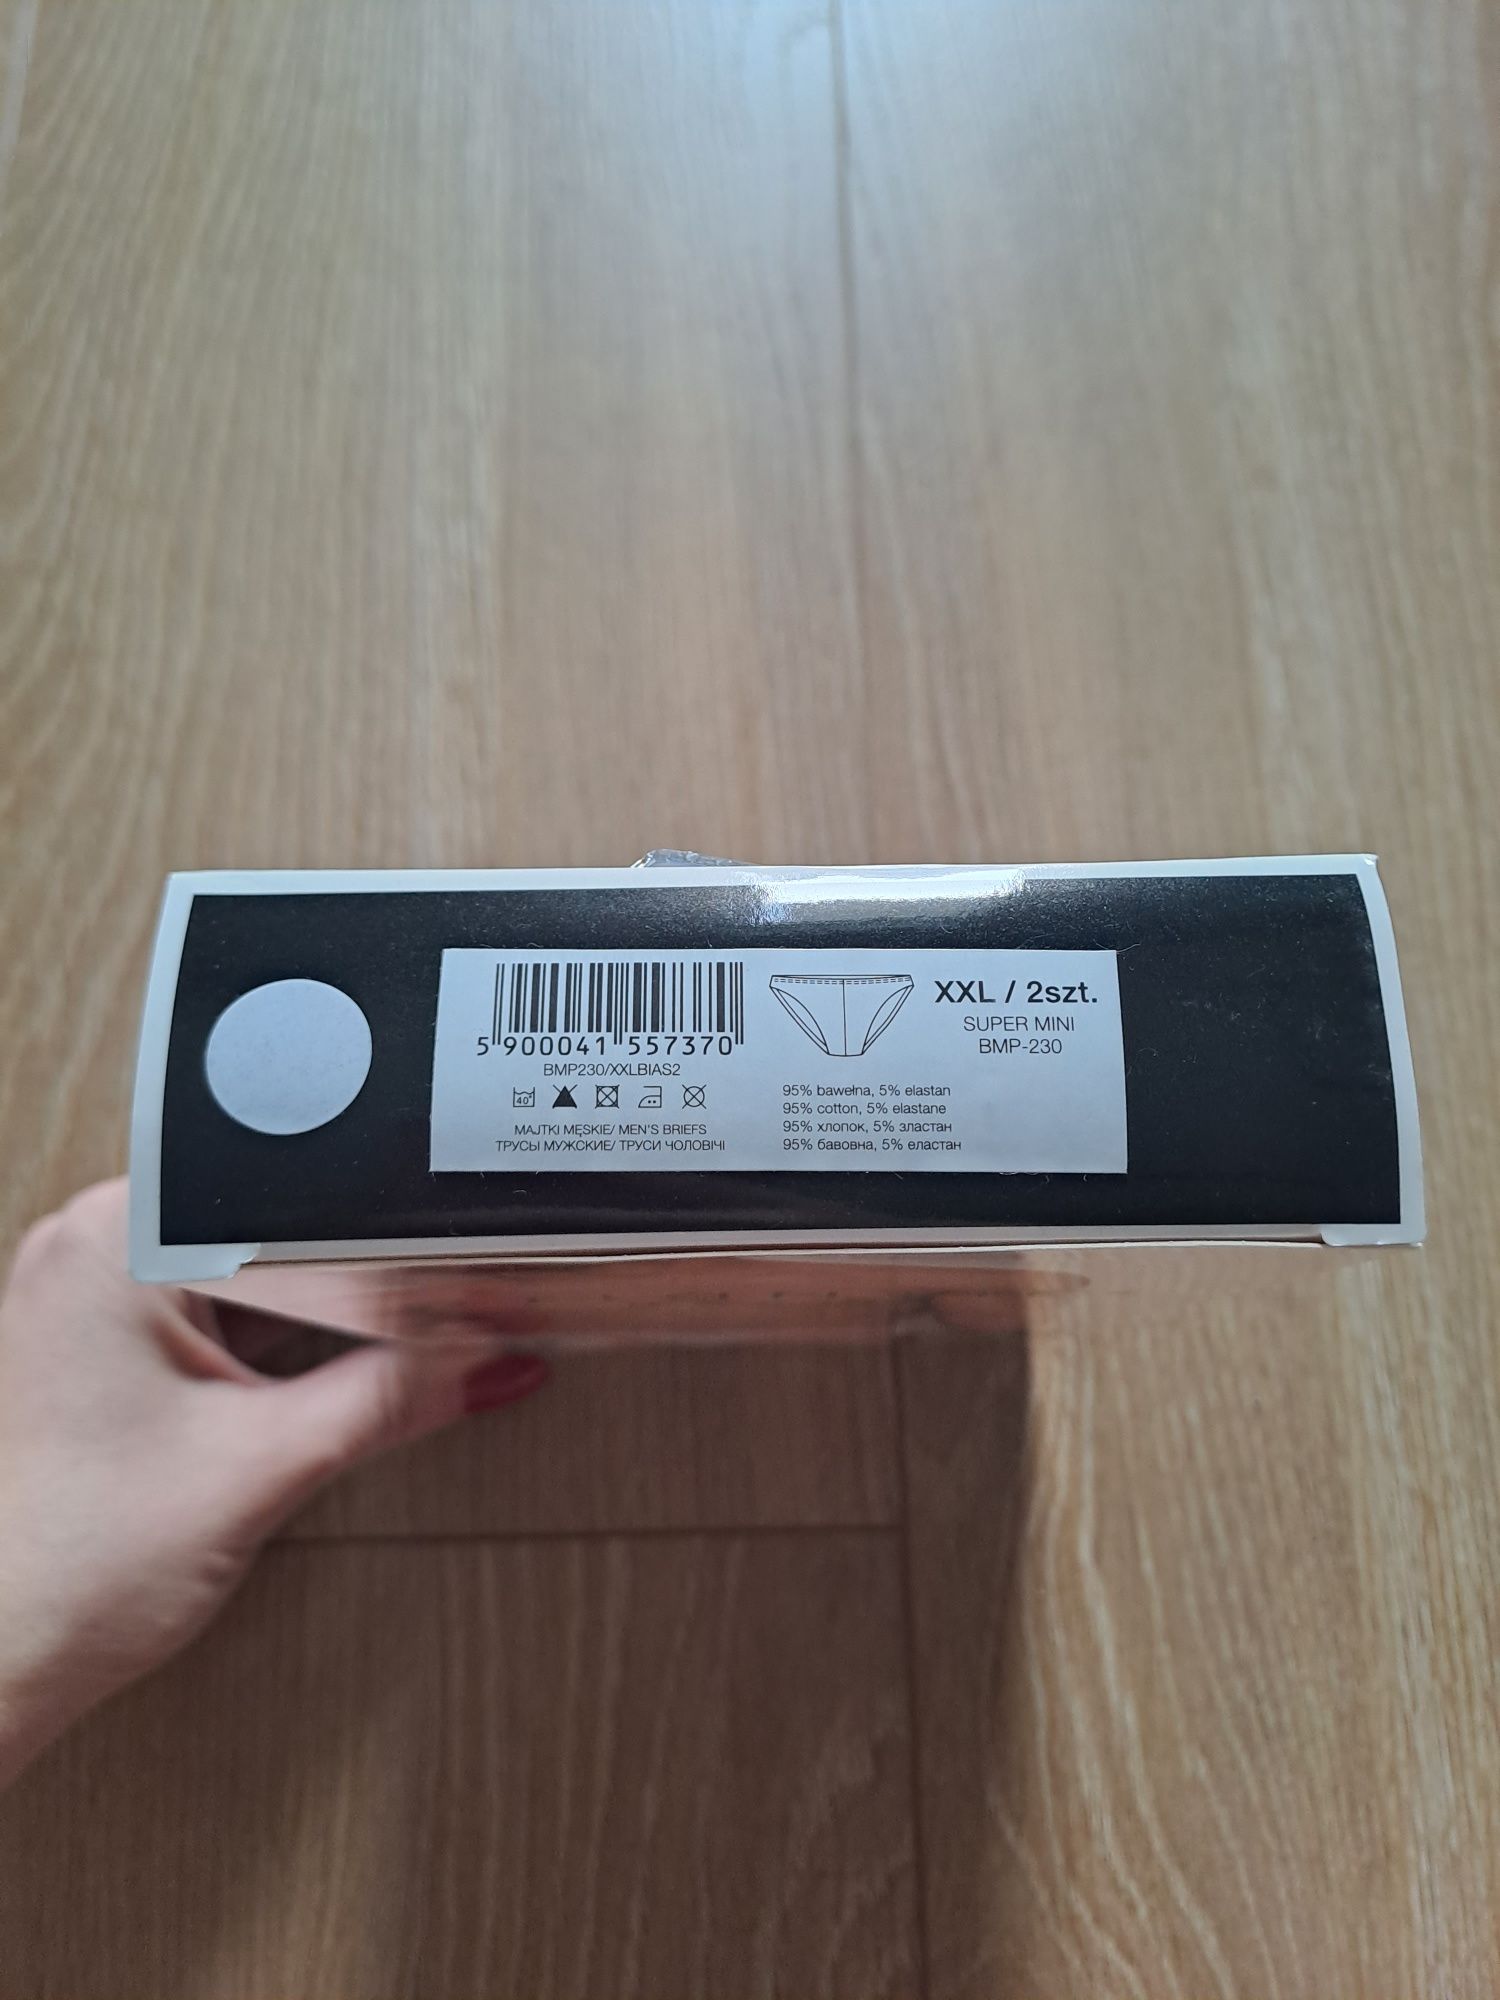 5 900041 557370
BMP230/XXLBIAS2
40°
MAJTKI MĘSKIE/ MEN'S BRIEFS
ТРУСЫ МУЖСКИЕ/ ТРУСИ ЧОЛОВІЧІ
XXL / 2szt.
SUPER MINI
BMP-230
95% bawełna, 5% elastan
95% cotton, 5% elastane
95% хлопок, 5% эластан
95% бавовна, 5% еластан